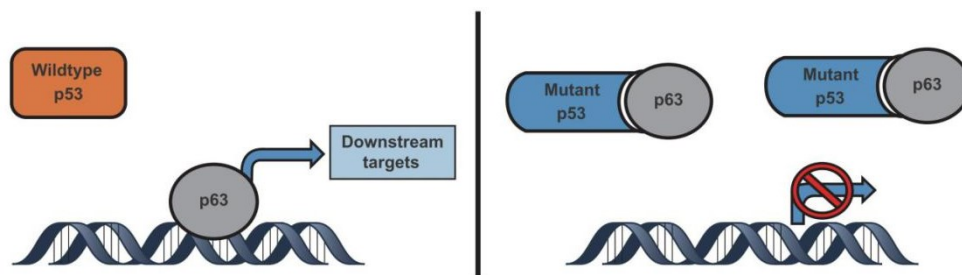 Wildtype
p53
Downstream
targets
p63
Mutant
p53
p63
Mutant
p53
p63